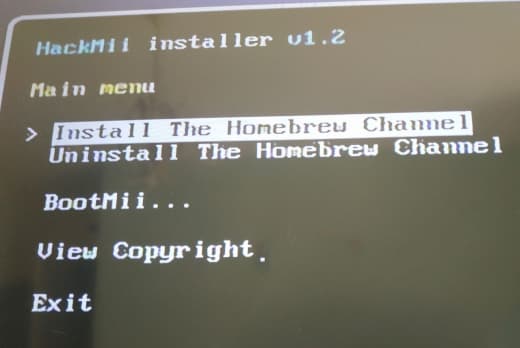 HackMii installer v1.2
Main menu
> Install The Homebrew Channel
Uninstall The Homebrew Channel
BootMii...
View Copyright.
Exit